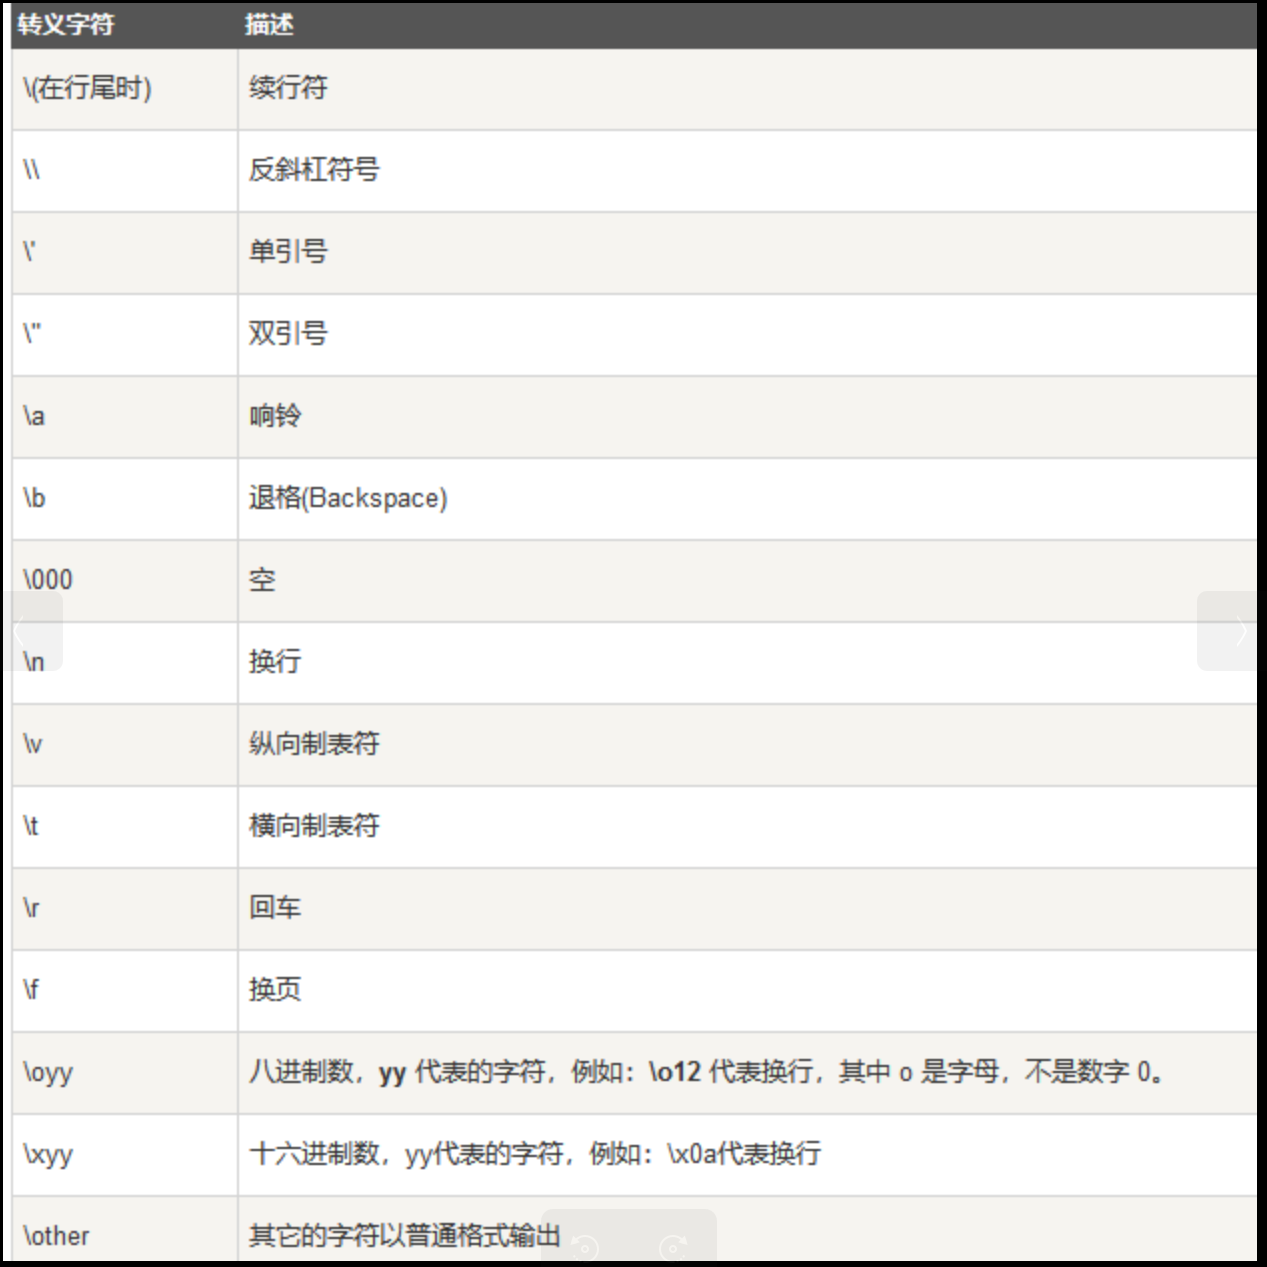 转义字符 描述
\(在行尾时) 续行符
\\ 反斜杠符号
\' 单引号
\" 双引号
\a 响铃
\b 退格(Backspace)
\000 空
\n 换行
\v 纵向制表符
\t 横向制表符
\r 回车
\f 换页
\oyy 八进制数，yy 代表的字符，例如：\o12 代表换行，其中 o 是字母，不是数字 0。
\xyy 十六进制数，yy代表的字符，例如：\x0a代表换行
\other 其它的字符以普通格式输出